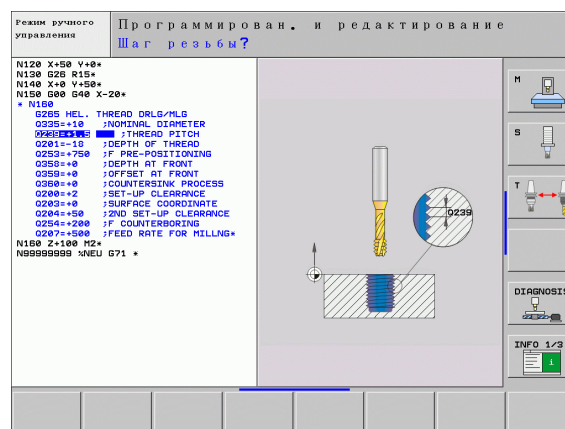 Режим ручного
управления
Программирован. и редактирование
Шаг резьбы?
N120 X+50 Y+0*
N130 G26 R15*
N140 X+0 Y+50*
N150 G00 G40 X-20*
* N160
G265 HEL. THREAD DRLG/MLG
Q335=+10 ;NOMINAL DIAMETER
Q239=+1.5 ;THREAD PITCH
Q201=-18 ;DEPTH OF THREAD
Q253=+750 ;F PRE-POSITIONING
Q358=+0 ;DEPTH AT FRONT
Q359=+0 ;OFFSET AT FRONT
Q360=+0 ;COUNTERSINK PROCESS
Q200=+2 ;SET-UP CLEARANCE
Q203=+0 ;SURFACE COORDINATE
Q204=+50 ;2ND SET-UP CLEARANCE
Q254=+200 ;F COUNTERBORING
Q207=+500 ;FEED RATE FOR MILLNG*
N160 Z+100 M2*
N99999999 %NEU G71 *
Q239
M
S
T
DIAGNOSIS
INFO 1/3
i